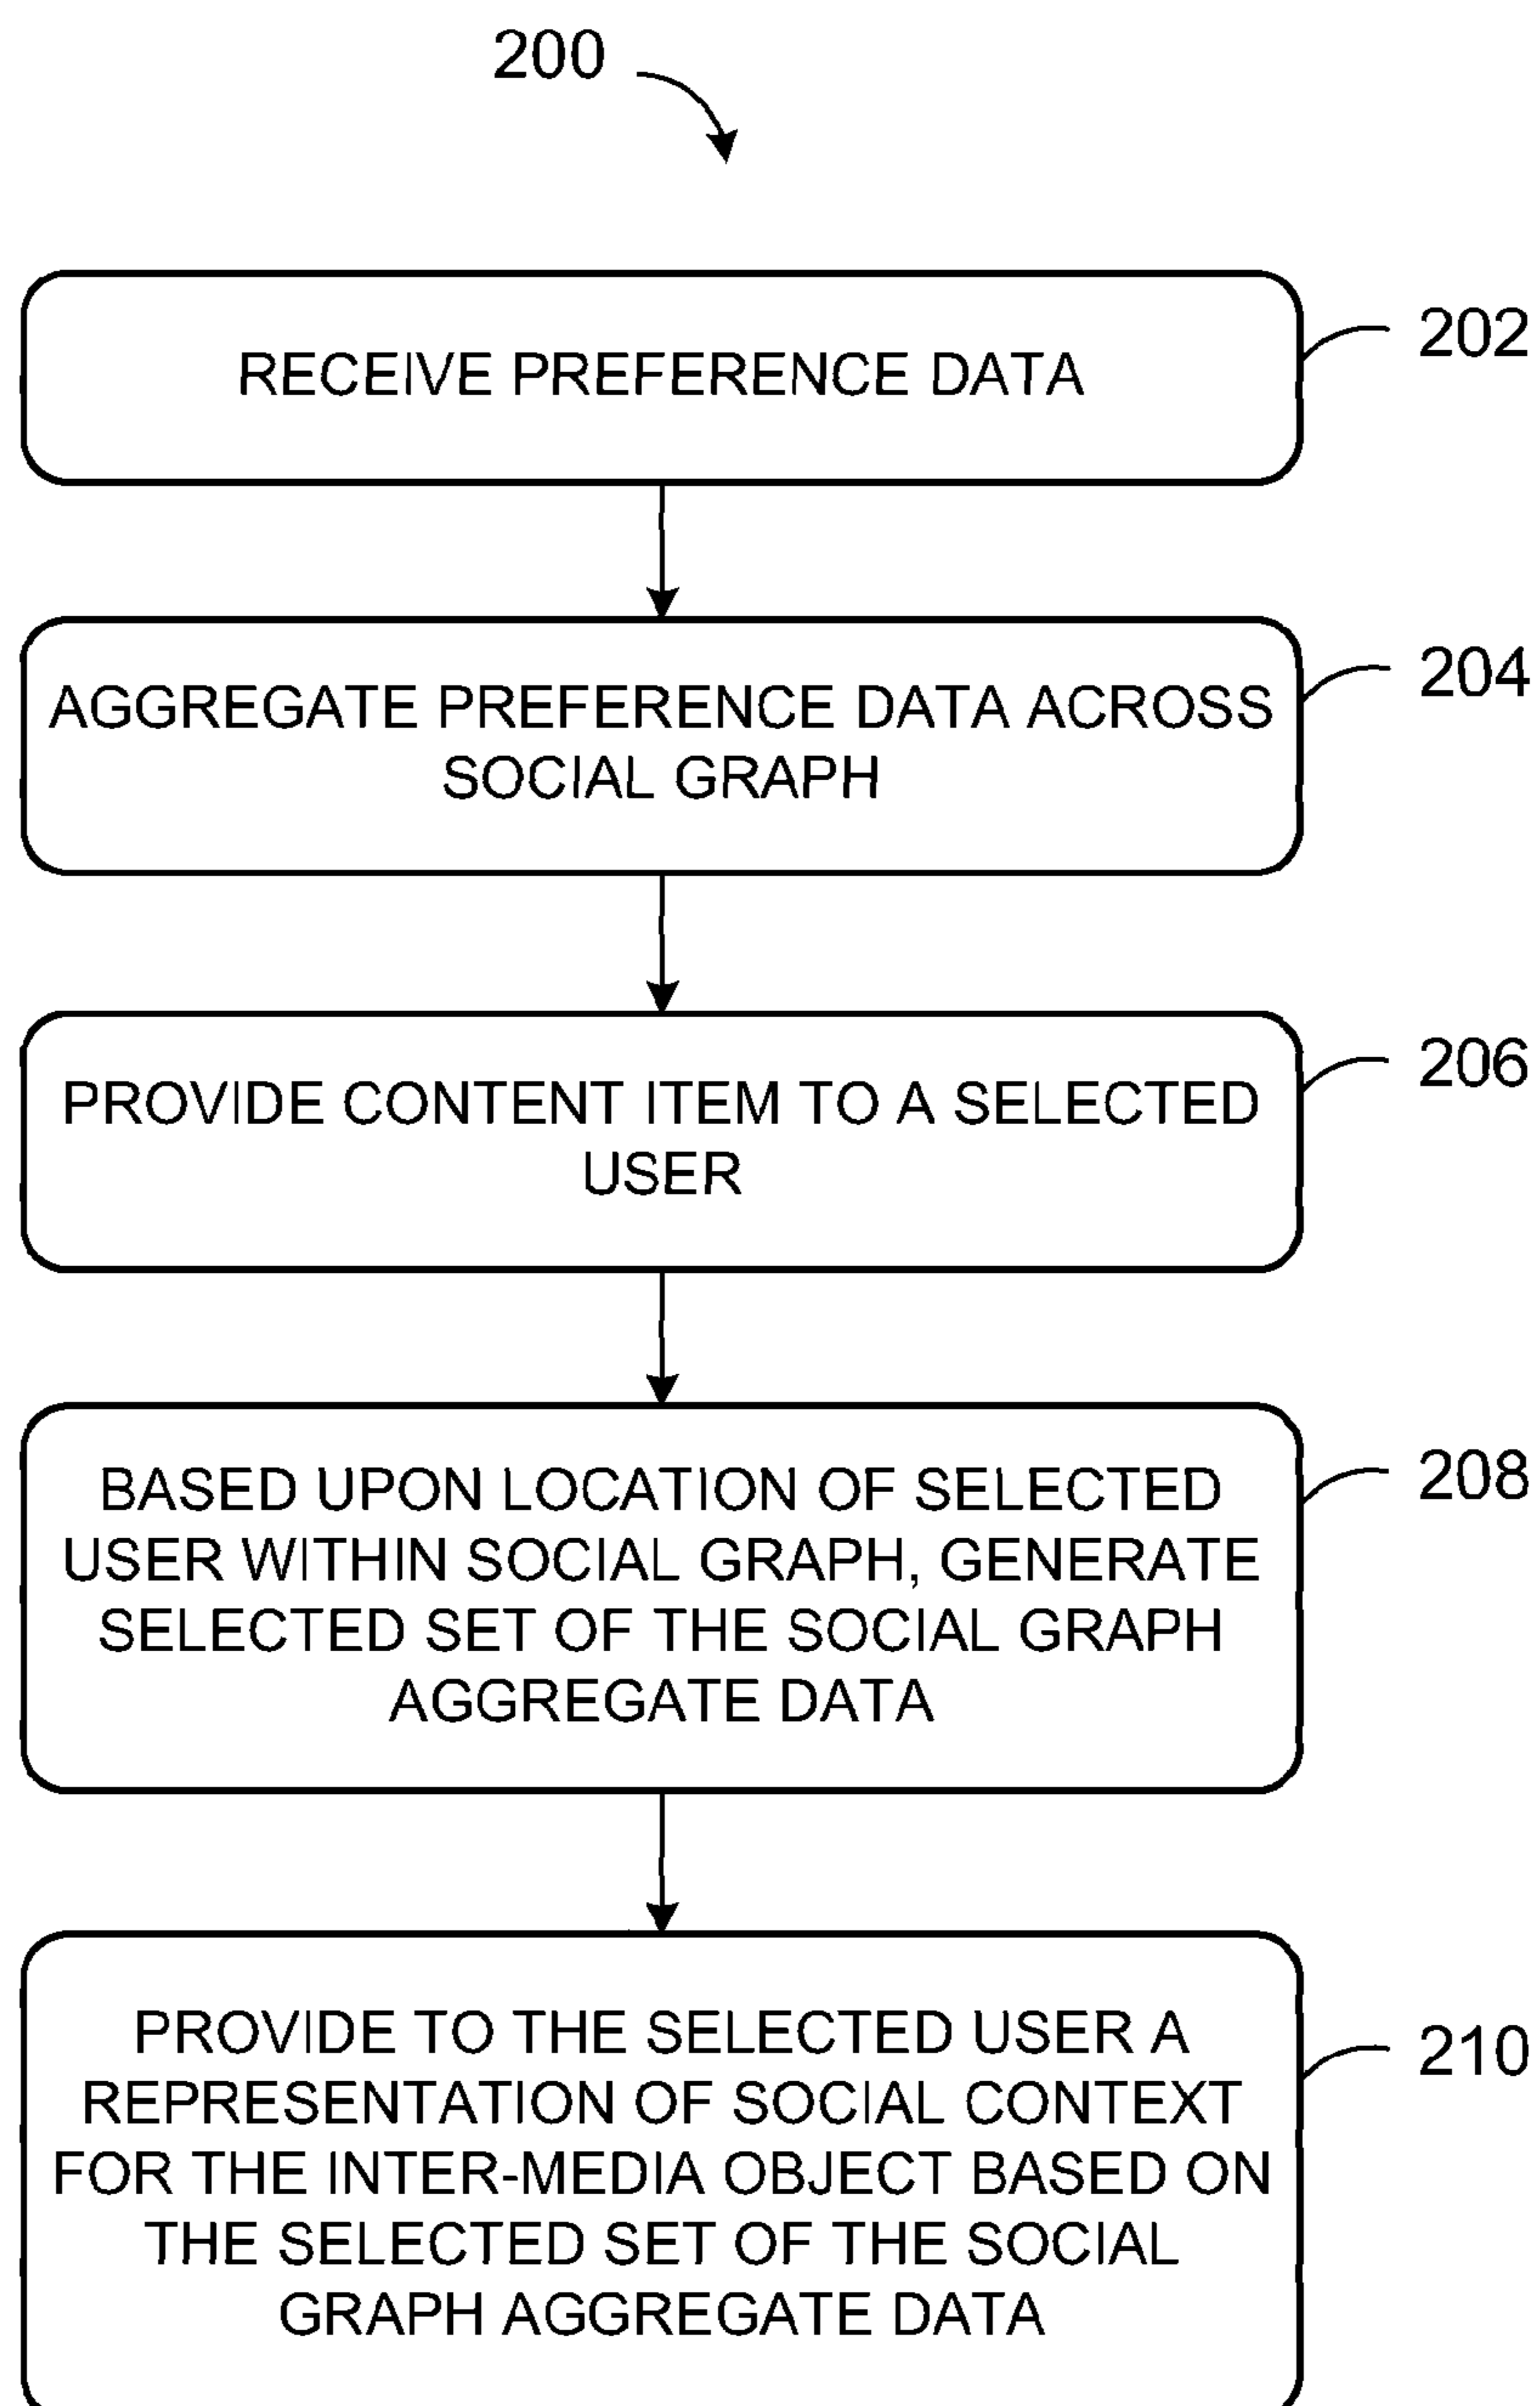 200
RECEIVE PREFERENCE DATA
202
AGGREGATE PREFERENCE DATA ACROSS
SOCIAL GRAPH
204
PROVIDE CONTENT ITEM TO A SELECTED
USER
206
BASED UPON LOCATION OF SELECTED
USER WITHIN SOCIAL GRAPH, GENERATE
SELECTED SET OF THE SOCIAL GRAPH
AGGREGATE DATA
208
PROVIDE TO THE SELECTED USER A
REPRESENTATION OF SOCIAL CONTEXT
FOR THE INTER-MEDIA OBJECT BASED ON
THE SELECTED SET OF THE SOCIAL
GRAPH AGGREGATE DATA
210